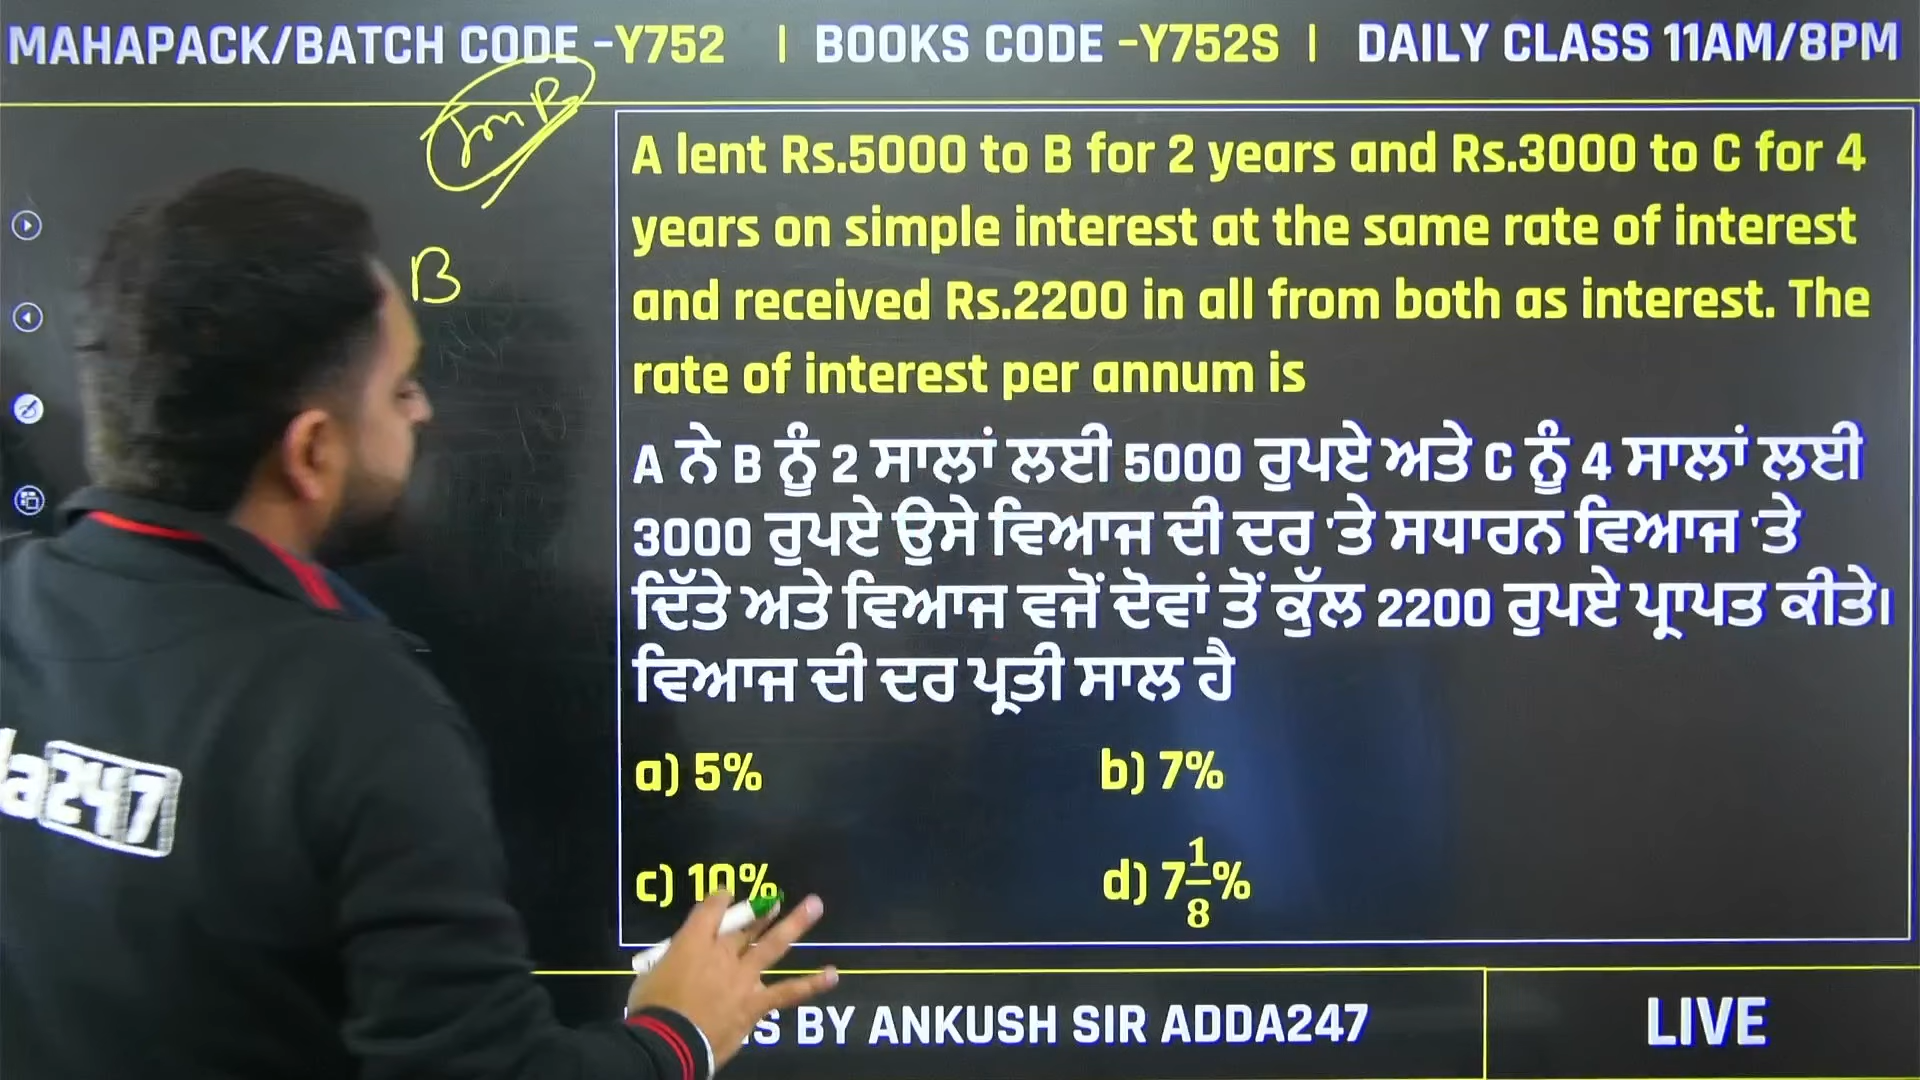 MAHAPACK/BATCH CODE -Y752 | BOOKS CODE -Y752S | DAILY CLASS 11AM/8PM
Imp
B
A lent Rs.5000 to B for 2 years and Rs.3000 to C for 4
years on simple interest at the same rate of interest
and received Rs.2200 in all from both as interest. The
rate of interest per annum is
A ਨੇ B ਨੂੰ 2 ਸਾਲਾਂ ਲਈ 5000 ਰੁਪਏ ਅਤੇ C ਨੂੰ 4 ਸਾਲਾਂ ਲਈ
3000 ਰੁਪਏ ਉਸੇ ਵਿਆਜ ਦੀ ਦਰ 'ਤੇ ਸਧਾਰਨ ਵਿਆਜ 'ਤੇ
ਦਿੱਤੇ ਅਤੇ ਵਿਆਜ ਵਜੋਂ ਦੋਵਾਂ ਤੋਂ ਕੁੱਲ 2200 ਰੁਪਏ ਪ੍ਰਾਪਤ ਕੀਤੇ।
ਵਿਆਜ ਦੀ ਦਰ ਪ੍ਰਤੀ ਸਾਲ ਹੈ
a) 5% b) 7%
c) 10% d) 7 1/8%
BY ANKUSH SIR ADDA247 LIVE
a247